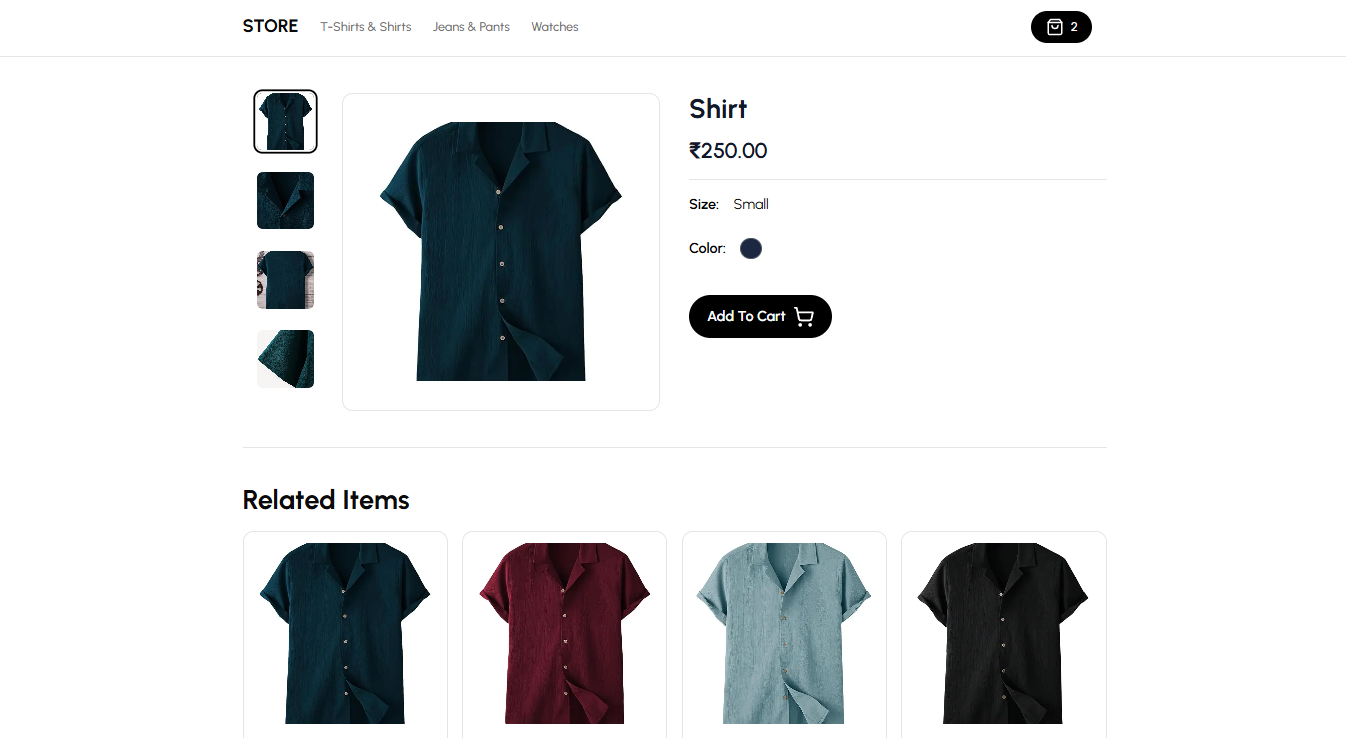 STORE T-Shirts & Shirts Jeans & Pants Watches 2
Shirt
₹250.00
Size: Small
Color:
Add To Cart
Related Items